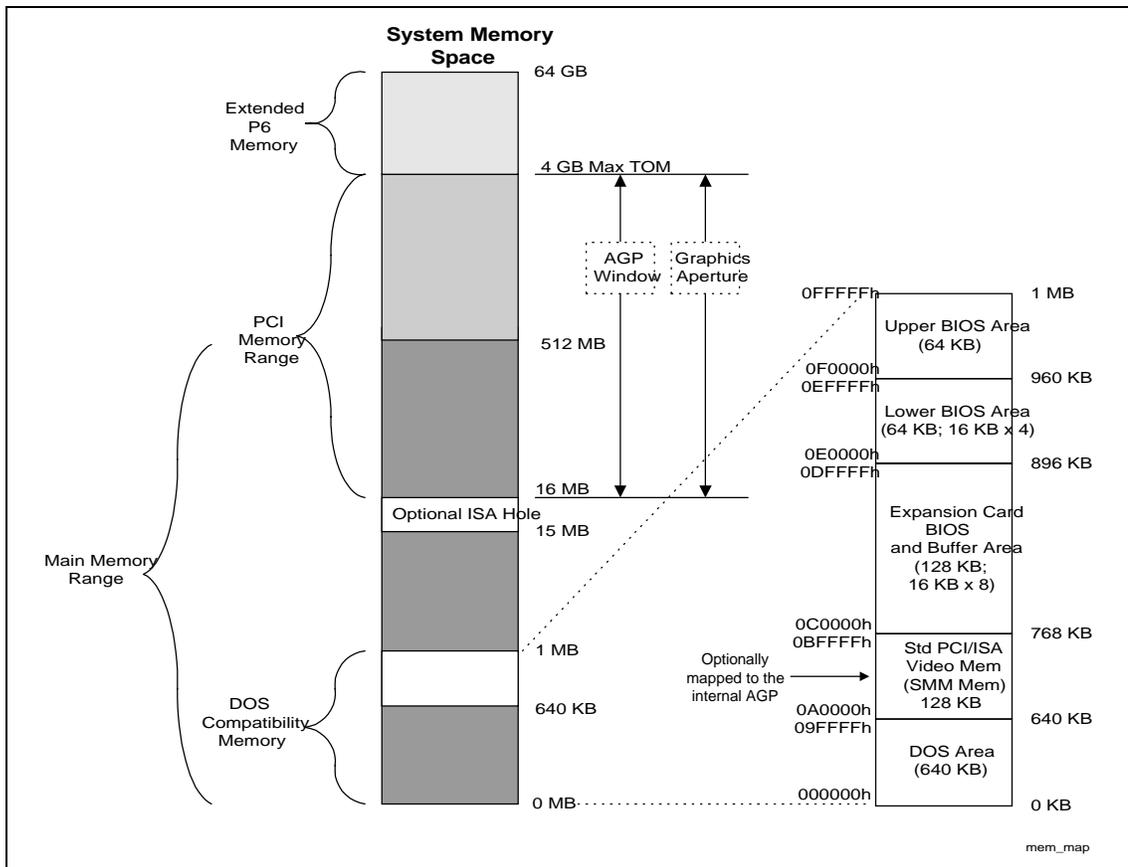 System Memory
Space
64 GB
Extended
P6
Memory
4 GB Max TOM
AGP
Window
Graphics
Aperture
PCI
Memory
Range
512 MB
16 MB
Optional ISA Hole
15 MB
Main Memory
Range
1 MB
DOS
Compatibility
Memory
640 KB
0 MB
0FFFFFh
1 MB
Upper BIOS Area
(64 KB)
0F0000h
960 KB
0EFFFFh
Lower BIOS Area
(64 KB; 16 KB x 4)
0E0000h
896 KB
0DFFFFh
Expansion Card
BIOS
and Buffer Area
(128 KB;
16 KB x 8)
0C0000h
768 KB
0BFFFFh
Std PCI/ISA
Video Mem
(SMM Mem)
128 KB
Optionally
mapped to the
internal AGP
0A0000h
640 KB
09FFFFh
DOS Area
(640 KB)
000000h
0 KB
mem_map